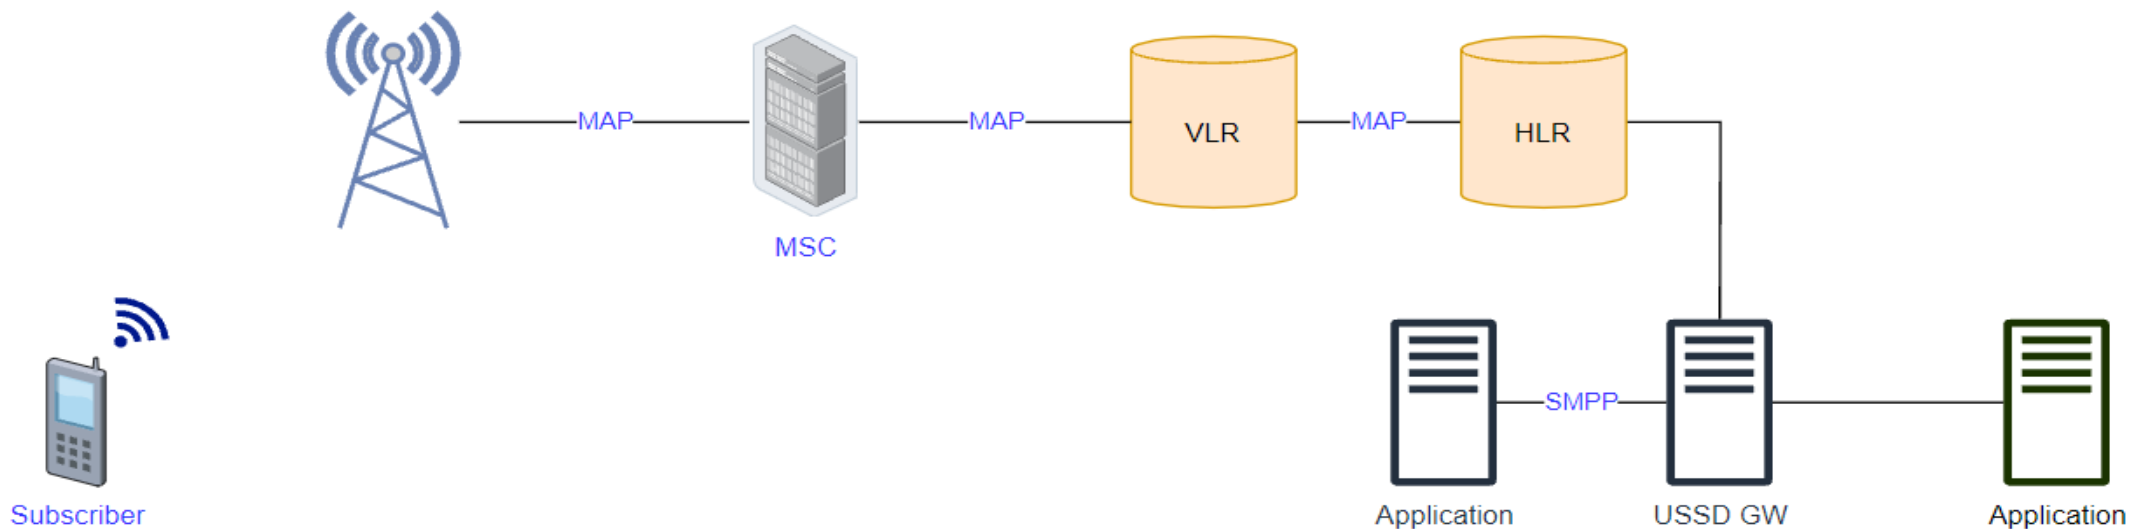 MAP
MAP
MAP
VLR
HLR
MSC
SMPP
Subscriber
Application
USSD GW
Application